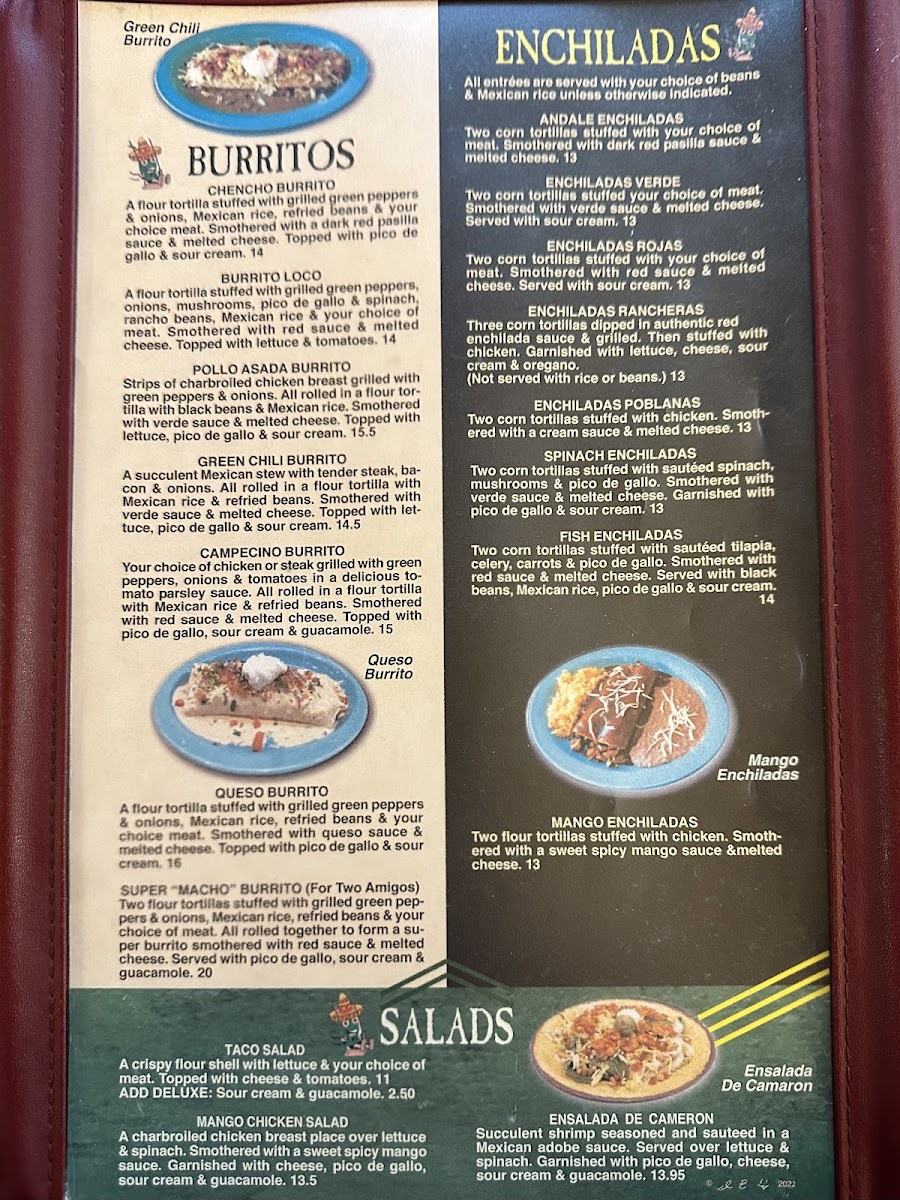 Green Chili
Burrito
BURRITOS
CHENCHO BURRITO
A flour tortilla stuffed with grilled green peppers
& onions, Mexican rice, refried beans & your
choice meat. Smothered with a dark red pasilla
sauce & melted cheese. Topped with pico de
gallo & sour cream. 14
BURRITO LOCO
A flour tortilla stuffed with grilled green peppers,
onions, mushrooms, pico de gallo & spinach,
rancho beans, Mexican rice & your choice of
meat. Smothered with red sauce & melted
cheese. Topped with lettuce & tomatoes. 14
POLLO ASADA BURRITO
Strips of charbroiled chicken breast grilled with
green peppers & onions. All rolled in a flour tor-
tilla with black beans & Mexican rice. Smothered
with verde sauce & melted cheese. Topped with
lettuce, pico de gallo & sour cream. 15.5
GREEN CHILI BURRITO
A succulent Mexican stew with tender steak, ba-
con & onions. All rolled in a flour tortilla with
Mexican rice & refried beans. Smothered with
verde sauce & melted cheese. Topped with let-
tuce, pico de gallo & sour cream. 14.5
CAMPECINO BURRITO
Your choice of chicken or steak grilled with green
peppers, onions & tomatoes in a delicious to-
mato parsley sauce. All rolled in a flour tortilla
with Mexican rice & refried beans. Smothered
with red sauce & melted cheese. Topped with
pico de gallo, sour cream & guacamole. 15
Queso
Burrito
QUESO BURRITO
A flour tortilla stuffed with grilled green peppers
& onions, Mexican rice, refried beans & your
choice meat. Smothered with queso sauce &
melted cheese. Topped with pico de gallo & sour
cream. 16
SUPER "MACHO" BURRITO (For Two Amigos)
Two flour tortillas stuffed with grilled green pep-
pers & onions, Mexican rice, refried beans & your
choice of meat. All rolled together to form a su-
per burrito smothered with red sauce & melted
cheese. Served with pico de gallo, sour cream &
guacamole. 20
ENCHILADAS
All entrées are served with your choice of beans
& Mexican rice unless otherwise indicated.
ANDALE ENCHILADAS
Two corn tortillas stuffed with your choice of
meat. Smothered with dark red pasilla sauce &
melted cheese. 13
ENCHILADAS VERDE
Two corn tortillas stuffed your choice of meat.
Smothered with verde sauce & melted cheese.
Served with sour cream. 13
ENCHILADAS ROJAS
Two corn tortillas stuffed with your choice of
meat. Smothered with red sauce & melted
cheese. Served with sour cream. 13
ENCHILADAS RANCHERAS
Three corn tortillas dipped in authentic red
enchilada sauce & grilled. Then stuffed with
chicken. Garnished with lettuce, cheese, sour
cream & oregano.
(Not served with rice or beans.) 13
ENCHILADAS POBLANAS
Two corn tortillas stuffed with chicken. Smoth-
ered with a cream sauce & melted cheese. 13
SPINACH ENCHILADAS
Two corn tortillas stuffed with sautéed spinach,
mushrooms & pico de gallo. Smothered with
verde sauce & melted cheese. Garnished with
pico de gallo & sour cream. 13
FISH ENCHILADAS
Two corn tortillas stuffed with sautéed tilapia,
celery, carrots & pico de gallo. Smothered with
red sauce & melted cheese. Served with black
beans, Mexican rice, pico de gallo & sour cream.
14
Mango
Enchiladas
MANGO ENCHILADAS
Two flour tortillas stuffed with chicken. Smoth-
ered with a sweet spicy mango sauce &melted
cheese. 13
SALADS
TACO SALAD
A crispy flour shell with lettuce & your choice of
meat. Topped with cheese & tomatoes. 11
ADD DELUXE: Sour cream & guacamole. 2.50
MANGO CHICKEN SALAD
A charbroiled chicken breast place over lettuce
& spinach. Smothered with a sweet spicy mango
sauce. Garnished with cheese, pico de gallo,
sour cream & guacamole. 13.5
Ensalada
De Camaron
ENSALADA DE CAMERON
Succulent shrimp seasoned and sauteed in a
Mexican adobe sauce. Served over lettuce &
spinach. Garnished with pico de gallo, cheese,
sour cream & guacamole. 13.95
© 2022